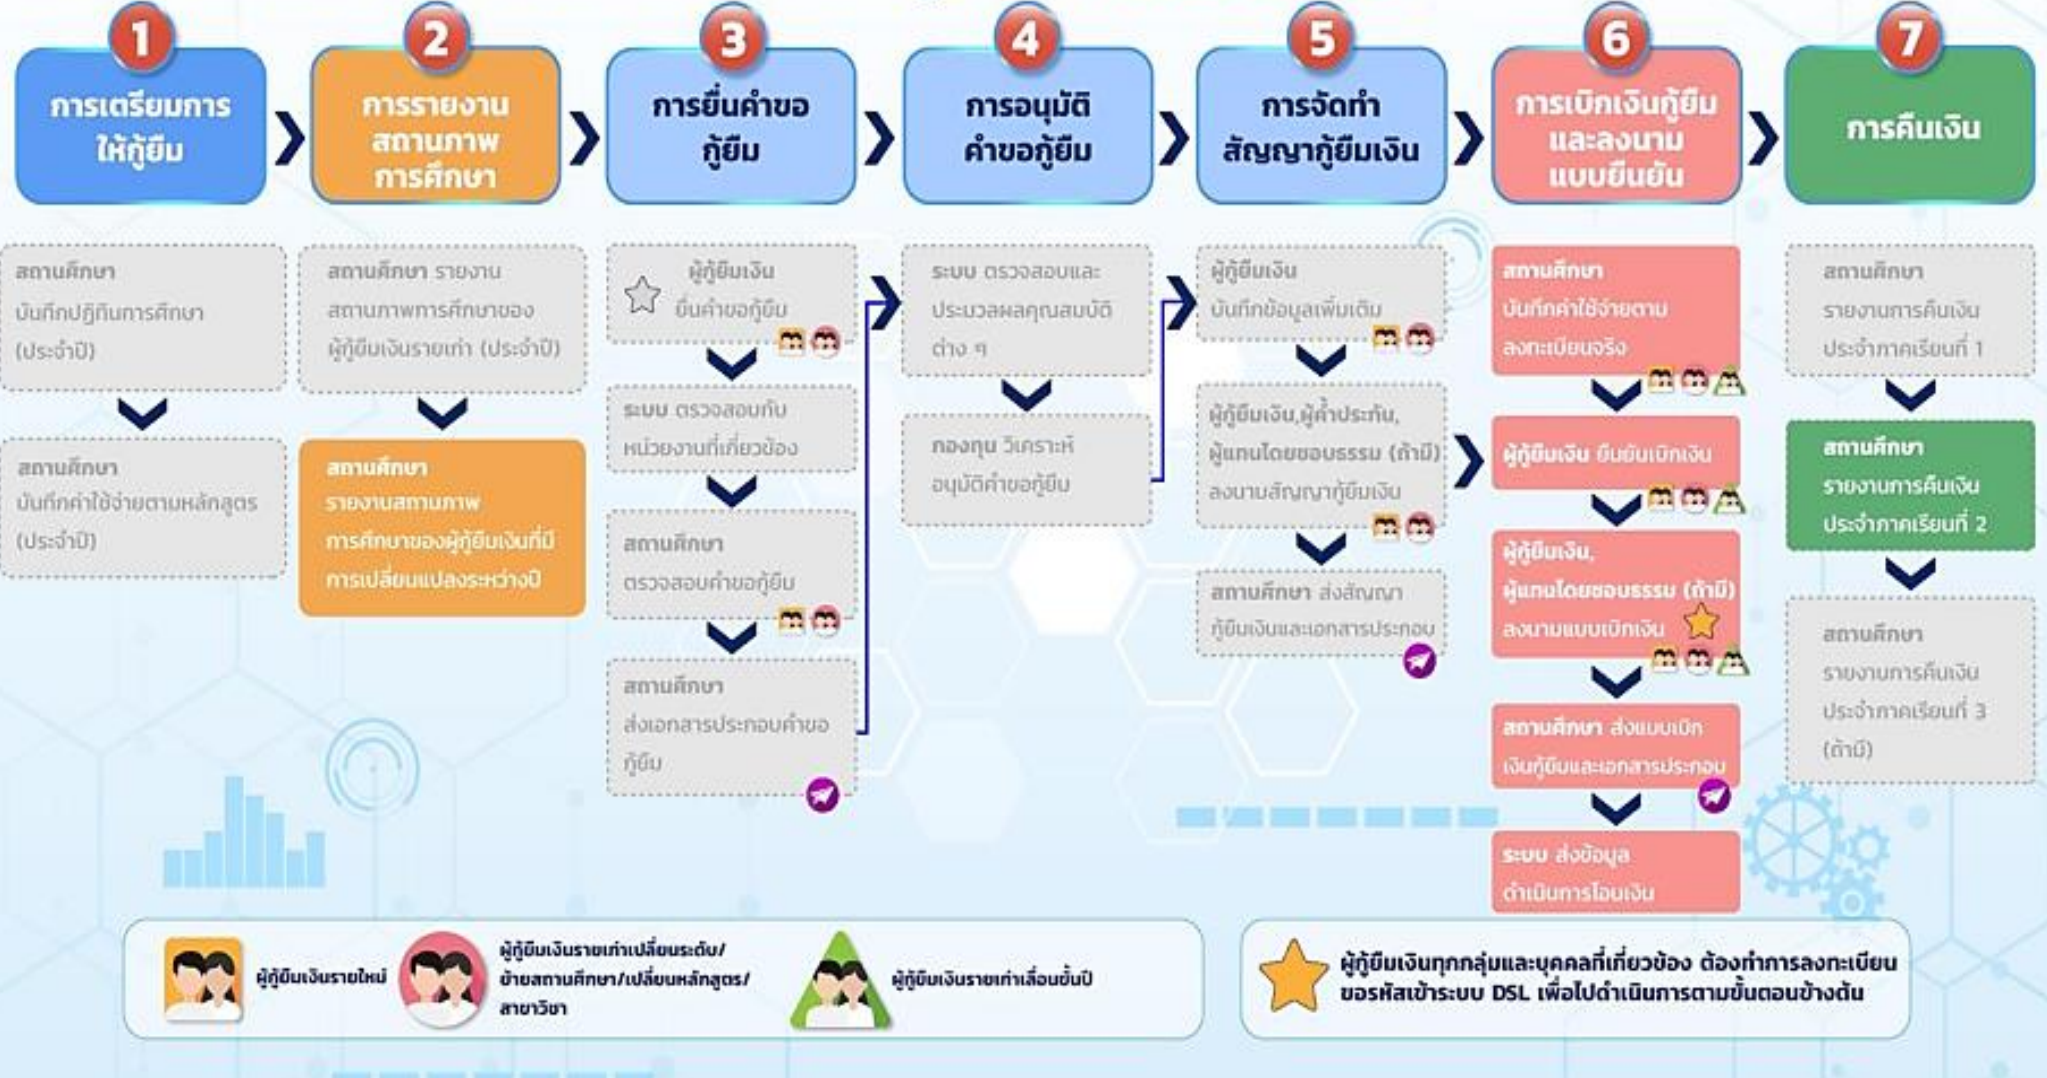 1
การเตรียมการ
ให้กู้ยืม
2
การรายงาน
สถานภาพ
การศึกษา
3
การยื่นคำขอ
กู้ยืม
4
การอนุมัติ
คำขอกู้ยืม
5
การจัดทำ
สัญญากู้ยืมเงิน
6
การเบิกเงินกู้ยืม
และลงนาม
แบบยืนยัน
7
การคืนเงิน
สถานศึกษา
บันทึกปฏิทินการศึกษา
(ประจำปี)
สถานศึกษา
บันทึกค่าใช้จ่ายตามหลักสูตร
(ประจำปี)
สถานศึกษา รายงาน
สถานภาพการศึกษาของ
ผู้กู้ยืมเงินรายเก่า (ประจำปี)
สถานศึกษา
รายงานสถานภาพ
การศึกษาของผู้กู้ยืมเงินที่มี
การเปลี่ยนแปลงระหว่างปี
ผู้กู้ยืมเงิน
ยื่นคำขอกู้ยืม
ระบบ ตรวจสอบกับ
หน่วยงานที่เกี่ยวข้อง
สถานศึกษา
ตรวจสอบคำขอกู้ยืม
สถานศึกษา
ส่งเอกสารประกอบคำขอ
กู้ยืม
ระบบ ตรวจสอบและ
ประมวลผลคุณสมบัติ
ต่าง ๆ
กองทุน วิเคราะห์
อนุมัติคำขอกู้ยืม
ผู้กู้ยืมเงิน
บันทึกข้อมูลเพิ่มเติม
ผู้กู้ยืมเงิน,ผู้ค้ำประกัน,
ผู้แทนโดยชอบธรรม (ถ้ามี)
ลงนามสัญญากู้ยืมเงิน
สถานศึกษา ส่งสัญญา
กู้ยืมเงินและเอกสารประกอบ
สถานศึกษา
บันทึกค่าใช้จ่ายตาม
ลงทะเบียนจริง
ผู้กู้ยืมเงิน ยืนยันเบิกเงิน
ผู้กู้ยืมเงิน,
ผู้แทนโดยชอบธรรม (ถ้ามี)
ลงนามแบบเบิกเงิน
สถานศึกษา ส่งแบบเบิก
เงินกู้ยืมและเอกสารประกอบ
ระบบ ส่งข้อมูล
ดำเนินการโอนเงิน
สถานศึกษา
รายงานการคืนเงิน
ประจำภาคเรียนที่ 1
สถานศึกษา
รายงานการคืนเงิน
ประจำภาคเรียนที่ 2
สถานศึกษา
รายงานการคืนเงิน
ประจำภาคเรียนที่ 3
(ถ้ามี)
ผู้กู้ยืมเงินรายใหม่
ผู้กู้ยืมเงินรายเก่าเปลี่ยนระดับ/
ย้ายสถานศึกษา/เปลี่ยนหลักสูตร/
สาขาวิชา
ผู้กู้ยืมเงินรายเก่าเลื่อนชั้นปี
ผู้กู้ยืมเงินทุกกลุ่มและบุคคลที่เกี่ยวข้อง ต้องทำการลงทะเบียน
ขอรหัสเข้าระบบ DSL เพื่อไปดำเนินการตามขั้นตอนข้างต้น